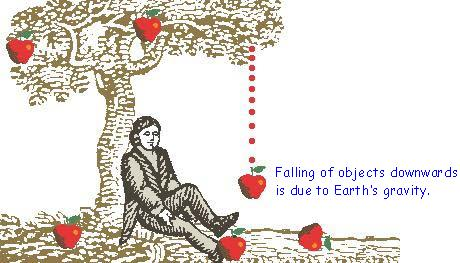 Falling of objects downwards
is due to Earth's gravity.